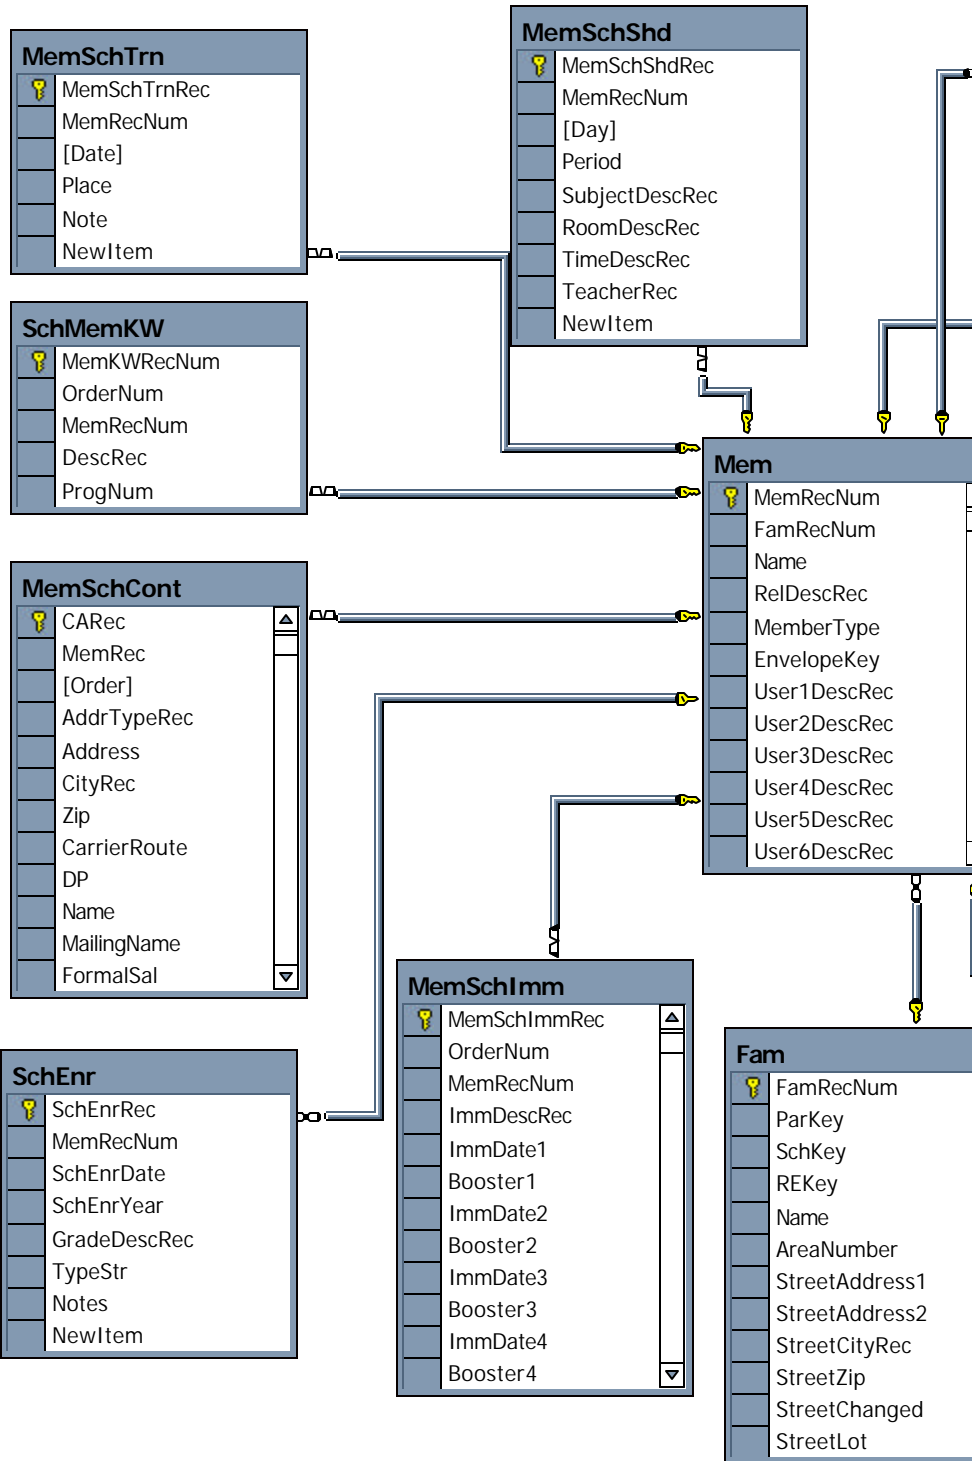 MemSchTrn
MemSchTrnRec
MemRecNum
[Date]
Place
Note
NewItem
MemSchShd
MemSchShdRec
MemRecNum
[Day]
Period
SubjectDescRec
RoomDescRec
TimeDescRec
TeacherRec
NewItem
SchMemKW
MemKWRecNum
OrderNum
MemRecNum
DescRec
ProgNum
Mem
MemRecNum
FamRecNum
Name
RelDescRec
MemberType
EnvelopeKey
User1DescRec
User2DescRec
User3DescRec
User4DescRec
User5DescRec
User6DescRec
MemSchCont
CARec
MemRec
[Order]
AddrTypeRec
Address
CityRec
Zip
CarrierRoute
DP
Name
MailingName
FormalSal
MemSchImm
MemSchImmRec
OrderNum
MemRecNum
ImmDescRec
ImmDate1
Booster1
ImmDate2
Booster2
ImmDate3
Booster3
ImmDate4
Booster4
SchEnr
SchEnrRec
MemRecNum
SchEnrDate
SchEnrYear
GradeDescRec
TypeStr
Notes
NewItem
Fam
FamRecNum
ParKey
SchKey
REKey
Name
AreaNumber
StreetAddress1
StreetAddress2
StreetCityRec
StreetZip
StreetChanged
StreetLot